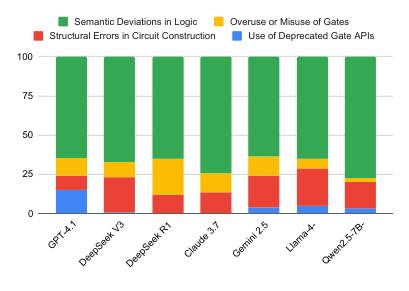 Semantic Deviations in Logic Overuse or Misuse of Gates
Structural Errors in Circuit Construction Use of Deprecated Gate APIs
100
75
50
25
0
GPT-4.1
DeepSeek V3
DeepSeek R1
Claude 3.7
Gemini 2.5
Llama-4-
Qwen2.5-7B-